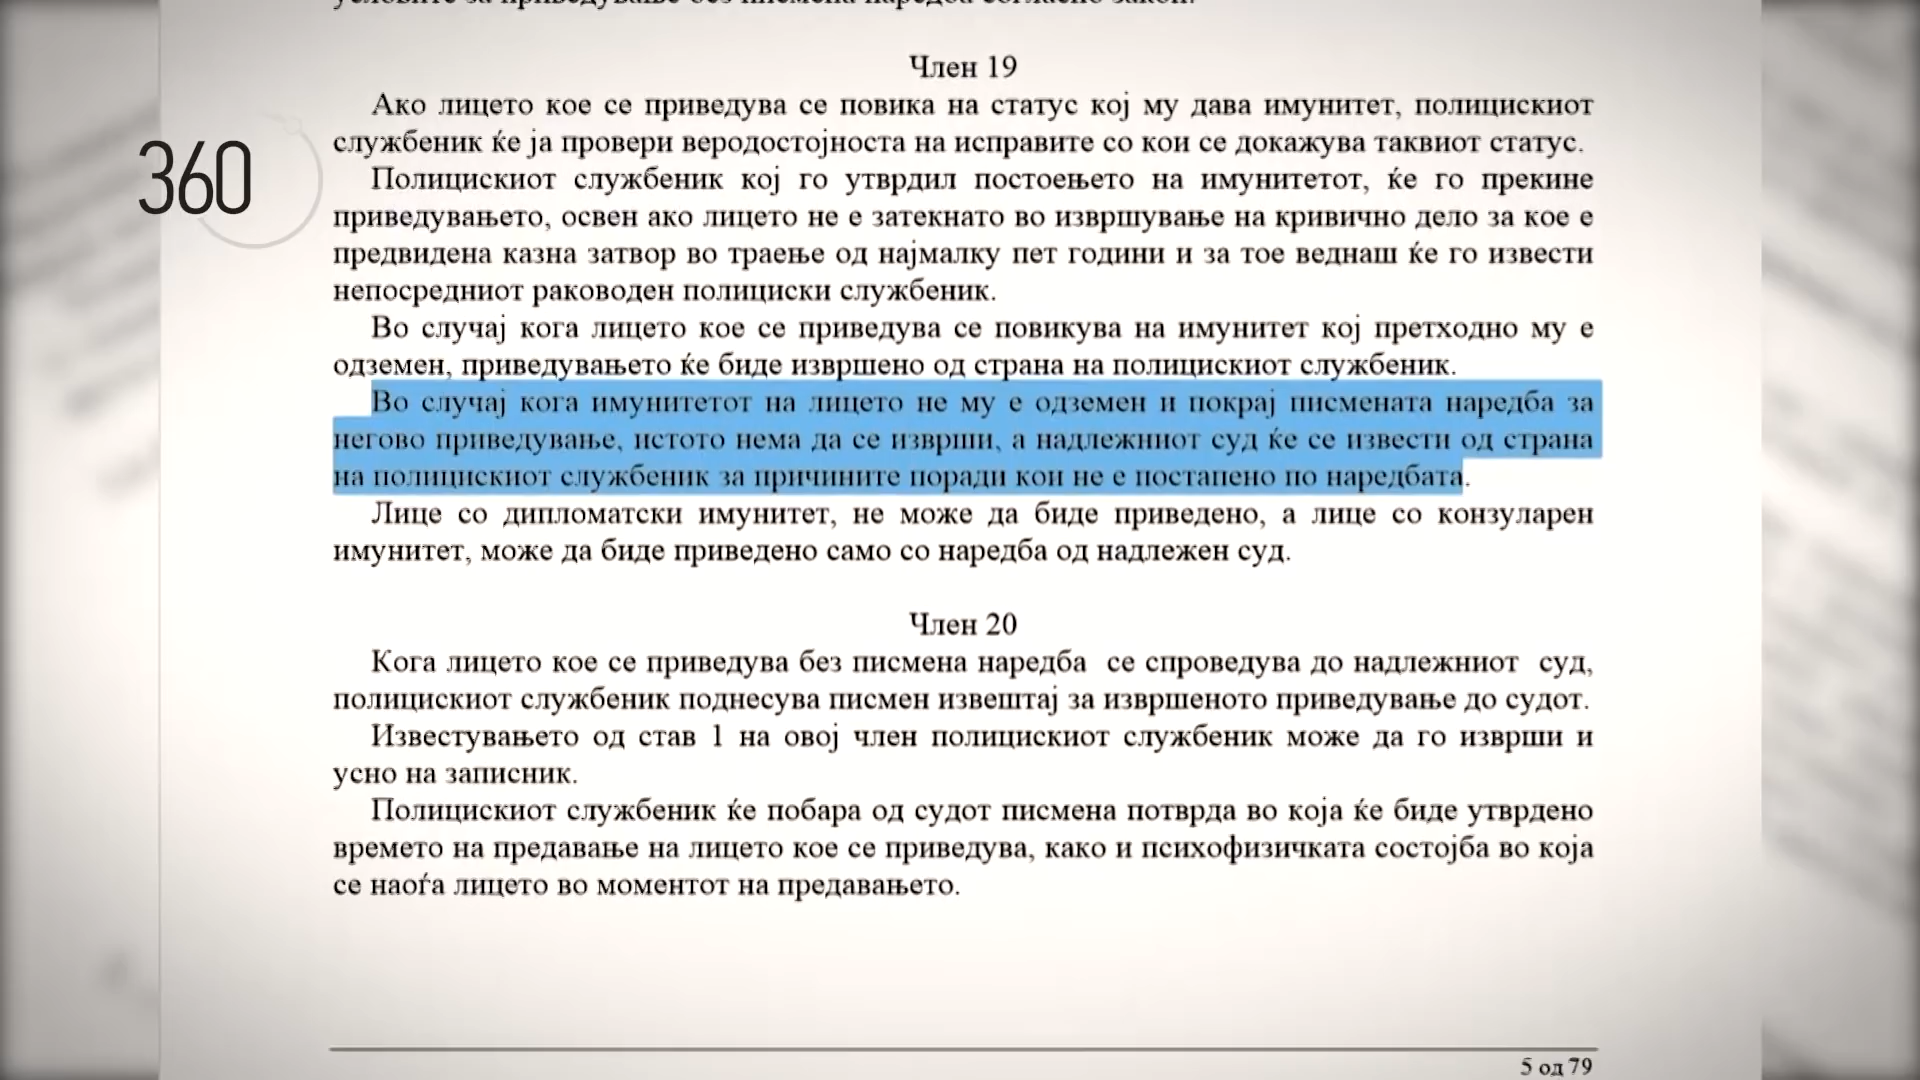 условите за приведување без писмена наредба согласно закон.
Член 19
360
Ако лицето кое се приведува се повика на статус кој му дава имунитет, полицискиот
службеник ќе ја провери веродостојноста на исправите со кои се докажува таквиот статус.
Полицискиот службеник кој го утврдил постоењето на имунитетот, ќе го прекине
приведувањето, освен ако лицето не е затекнато во извршување на кривично дело за кое е
предвидена казна затвор во траење од најмалку пет години и за тое веднаш ќе го извести
непосредниот раководен полициски службеник.
Во случај кога лицето кое се приведува се повикува на имунитет кој претходно му е
одземен, приведувањето ќе биде извршено од страна на полицискиот службеник.
Во случај кога имунитетот на лицето не му е одземен и покрај писмената наредба за
негово приведување, истото нема да се изврши, а надлежниот суд ќе се извести од страна
на полицискиот службеник за причините поради кои не е постапено по наредбата.
Лице со дипломатски имунитет, не може да биде приведено, а лице со конзуларен
имунитет, може да биде приведено само со наредба од надлежен суд.
Член 20
Кога лицето кое се приведува без писмена наредба се спроведува до надлежниот суд,
полицискиот службеник поднесува писмен извештај за извршеното приведување до судот.
Известувањето од став 1 на овој член полицискиот службеник може да го изврши и
усно на записник.
Полицискиот службеник ќе побара од судот писмена потврда во која ќе биде утврдено
времето на предавање на лицето кое се приведува, како и психофизичката состојба во која
се наоѓа лицето во моментот на предавањето.
5 од 79